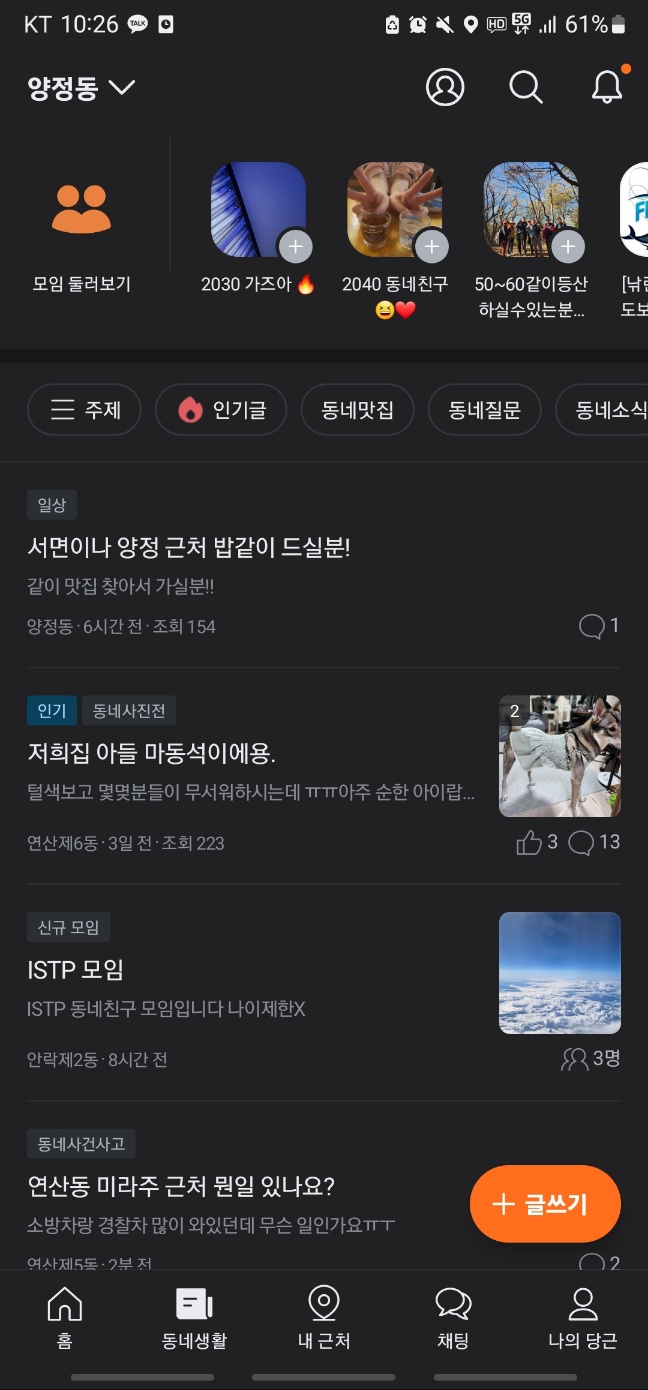 KT 10:26 TALK HD 5G 61%
양정동
모임 둘러보기
2030 가즈아 🔥
2040 동네친구
😆❤️
50~60같이등산
하실수있는분...
[낚린
도보
주제
인기글
동네맛집
동네질문
동네소식
일상
서면이나 양정 근처 밥같이 드실분!
같이 맛집 찾아서 가실분!!
양정동 · 6시간 전 · 조회 154
1
인기 동네사진전
2
저희집 아들 마동석이에용.
털색보고 몇몇분들이 무서워하시는데 ㅠㅠ아주 순한 아이랍...
연산제6동 · 3일 전 · 조회 223
3 13
신규 모임
ISTP 모임
ISTP 동네친구 모임입니다 나이제한X
안락제2동 · 8시간 전
3명
동네사건사고
연산동 미라주 근처 뭔일 있나요?
소방차랑 경찰차 많이 와있던데 무슨 일인가요ㅠㅜ
+ 글쓰기
연산제5동 · 2분 전
2
홈
동네생활
내 근처
채팅
나의 당근